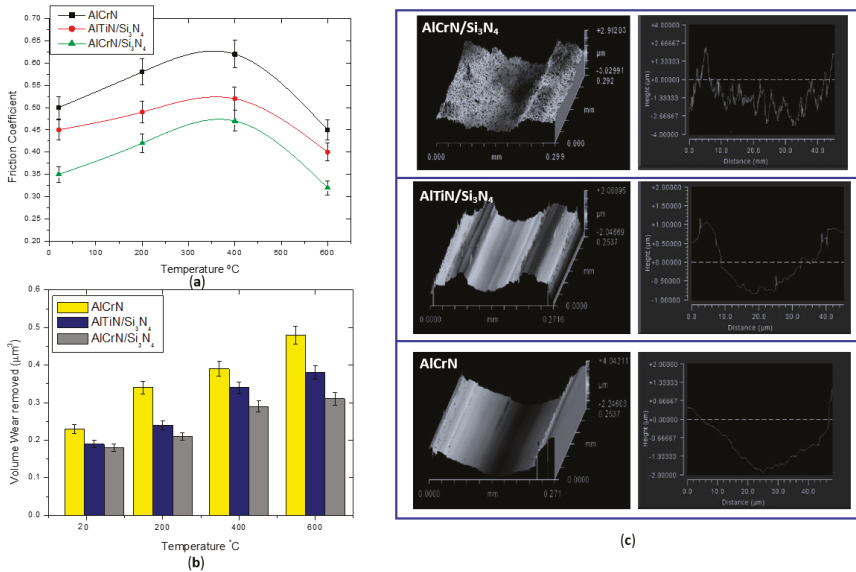 (a)
0.70
0.65
0.60
0.55
0.50
0.45
0.40
0.35
0.30
0.25
0.20
Friction Coefficient
AlCrN
AlTiN/Si₃N₄
AlCrN/Si₃N₄
0 100 200 300 400 500 600 700
Temperature ºC
(a)
0.6
0.5
0.4
0.3
0.2
0.1
0.0
Volume Wear removed (µm³)
AlCrN
AlTiN/Si₃N₄
AlCrN/Si₃N₄
20 200 400 600
Temperature °C
(b)
AlCrN/Si₃N₄
+2.91203
µm
-3.02991
0.292
mm
0.000
0.000 mm 0.299
+4.00000
+2.66667
+1.33333
+0.00000
-1.33333
-2.66667
-4.00000
Height (µm)
0.0 10.0 20.0 30.0 40.0
Distance (mm)
AlTiN/Si₃N₄
+2.06895
µm
-2.04669
0.2537
mm
0.0000
0.0000 mm 0.2716
+2.00000
+1.00000
+0.00000
-1.00000
Height (µm)
0.0 10.0 20.0 30.0 40.0
Distance (µm)
AlCrN
+4.04211
µm
-2.24603
0.2537
mm
0.0000
0.0000 mm 0.271
+2.00000
+1.33333
+0.66667
+0.00000
-0.66667
-1.33333
-2.00000
Height (µm)
0.0 10.0 20.0 30.0 40.0
Distance (µm)
(c)